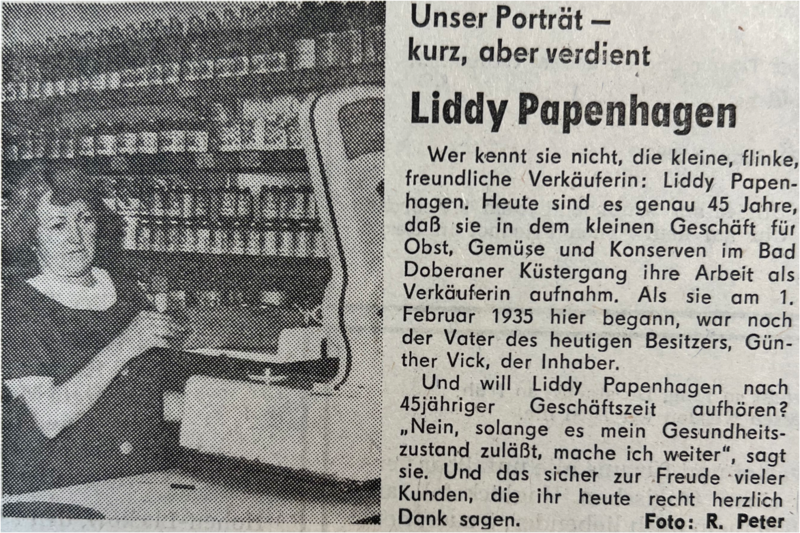 Unser Porträt —
kurz, aber verdient
Liddy Papenhagen
Wer kennt sie nicht, die kleine, flinke,
freundliche Verkäuferin: Liddy Papen-
hagen. Heute sind es genau 45 Jahre,
daß sie in dem kleinen Geschäft für
Obst, Gemüse und Konserven im Bad
Doberaner Küstergang ihre Arbeit als
Verkäuferin aufnahm. Als sie am 1.
Februar 1935 hier begann, war noch
der Vater des heutigen Besitzers, Gün-
ther Vick, der Inhaber.
Und will Liddy Papenhagen nach
45jähriger Geschäftszeit aufhören?
„Nein, solange es mein Gesundheits-
zustand zuläßt, mache ich weiter“, sagt
sie. Und das sicher zur Freude vieler
Kunden, die ihr heute recht herzlich
Dank sagen. Foto: R. Peter